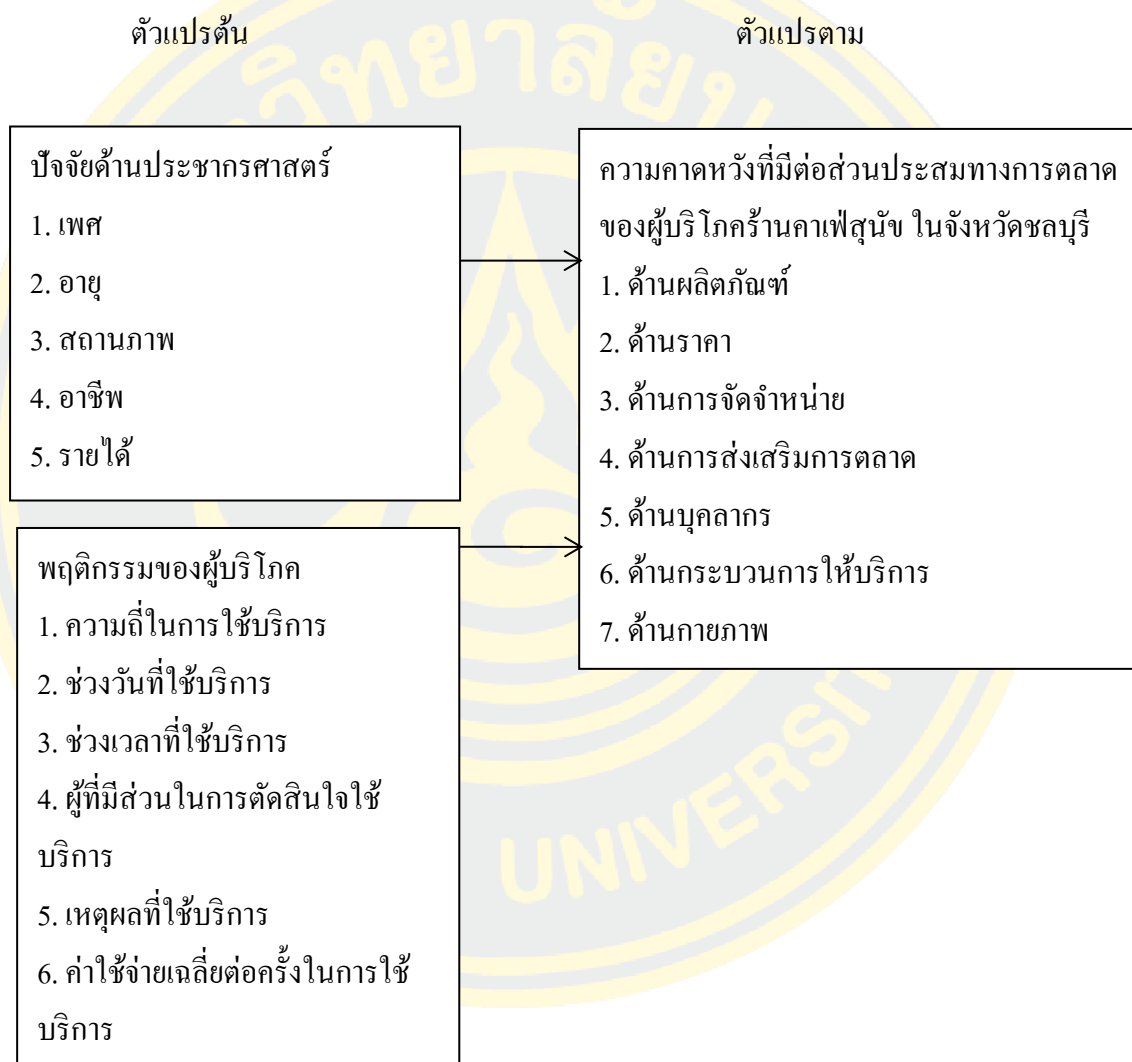 ตัวแปรต้น
ตัวแปรตาม
ปัจจัยด้านประชากรศาสตร์
1. เพศ
2. อายุ
3. สถานภาพ
4. อาชีพ
5. รายได้
พฤติกรรมของผู้บริโภค
1. ความถี่ในการใช้บริการ
2. ช่วงวันที่ใช้บริการ
3. ช่วงเวลาที่ใช้บริการ
4. ผู้ที่มีส่วนในการตัดสินใจใช้
บริการ
5. เหตุผลที่ใช้บริการ
6. ค่าใช้จ่ายเฉลี่ยต่อครั้งในการใช้
บริการ
ความคาดหวังที่มีต่อส่วนประสมทางการตลาด
ของผู้บริโภคร้านคาเฟ่สุนัข ในจังหวัดชลบุรี
1. ด้านผลิตภัณฑ์
2. ด้านราคา
3. ด้านการจัดจำหน่าย
4. ด้านการส่งเสริมการตลาด
5. ด้านบุคลากร
6. ด้านกระบวนการให้บริการ
7. ด้านกายภาพ